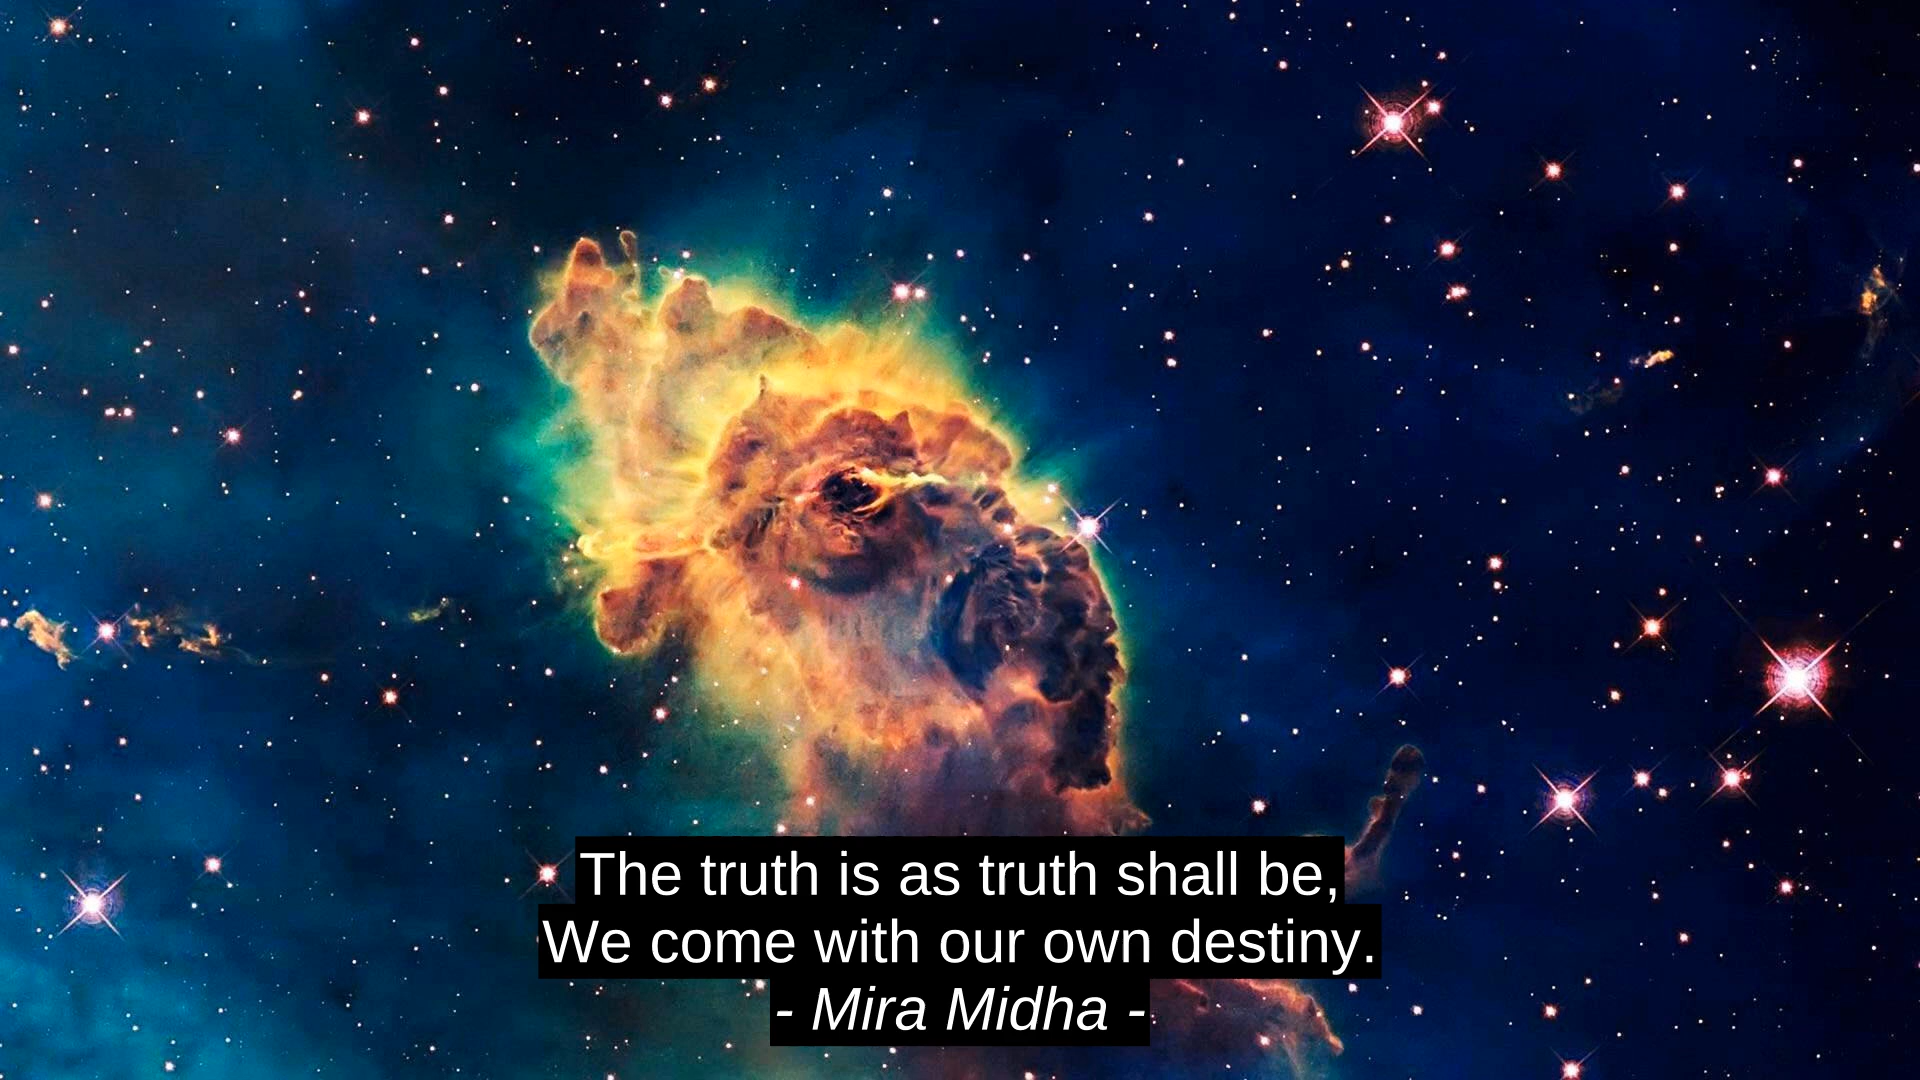 The truth is as truth shall be,
We come with our own destiny.
- Mira Midha -